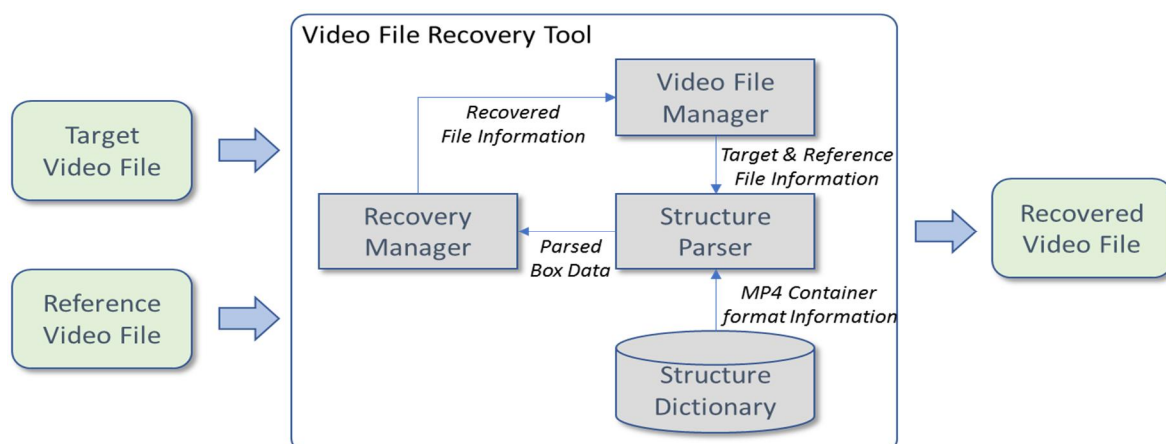 Video File Recovery Tool
Video File
Manager
Recovered
File Information
Target
Video File
Target & Reference
File Information
Recovery
Manager
Structure
Parser
Recovered
Video File
Parsed
Box Data
Reference
Video File
MP4 Container
format Information
Structure
Dictionary